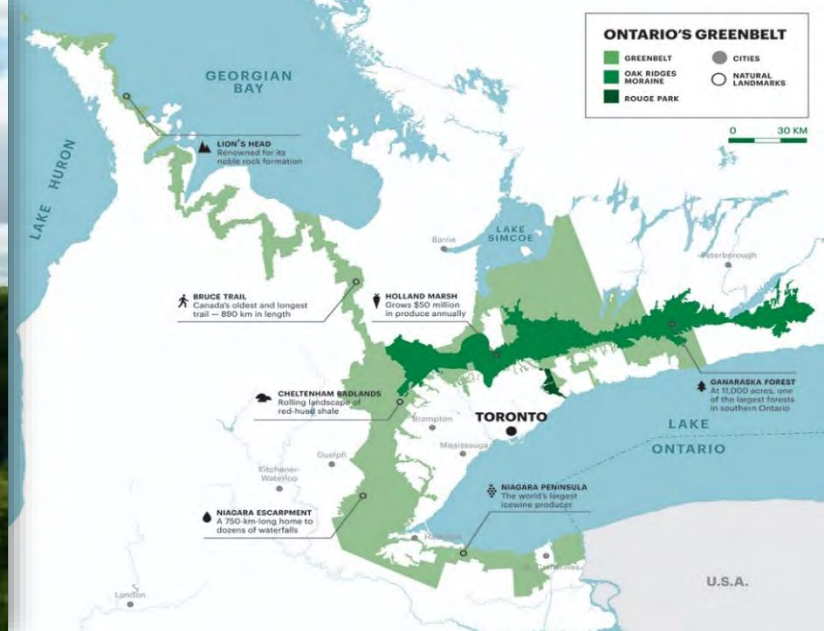 ONTARIO'S GREENBELT
GREENBELT
OAK RIDGES
MORAINE
ROUGE PARK
CITIES
NATURAL
LANDMARKS
0 30 KM
GEORGIAN
BAY
LAKE HURON
LION'S HEAD
Renowned for its
noble rock formation
LAKE
SIMCOE
Barrie
Peterborough
BRUCE TRAIL
Canada's oldest and longest
trail — 890 km in length
HOLLAND MARSH
Grows $50 million
in produce annually
CHELTENHAM BADLANDS
Rolling landscape of
red-hued shale
GANARASKA FOREST
At 11,000 acres, one
of the largest forests
in southern Ontario
Brampton
TORONTO
Mississauga
LAKE
ONTARIO
Guelph
Kitchener-
Waterloo
NIAGARA PENINSULA
The world's largest
icewine producer
NIAGARA ESCARPMENT
A 750-km-long home to
dozens of waterfalls
Hamilton
St. Catharines
U.S.A.
London